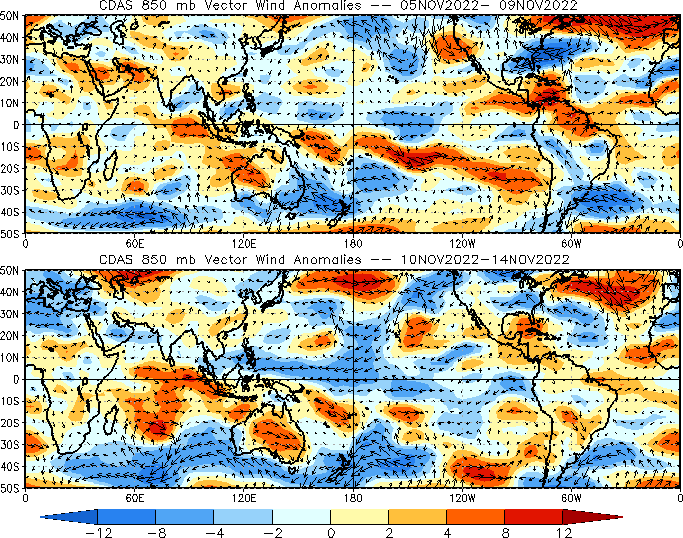 CDAS 850 mb Vector Wind Anomalies -- 05NOV2022- 09NOV2022
50N
40N
30N
20N
10N
0
10S
20S
30S
40S
50S
0 60E 120E 180 120W 60W 0
CDAS 850 mb Vector Wind Anomalies -- 10NOV2022-14NOV2022
50N
40N
30N
20N
10N
0
10S
20S
30S
40S
50S
0 60E 120E 180 120W 60W 0
-12 -8 -4 -2 0 2 4 8 12